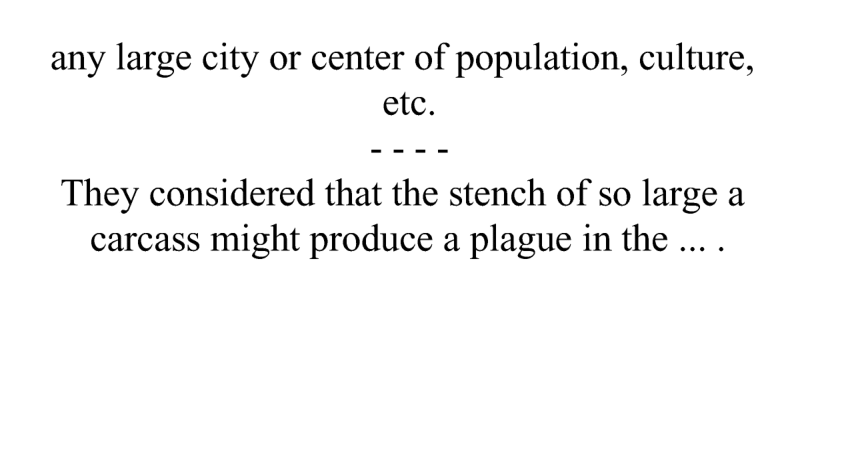 any large city or center of population, culture,
etc.
- - - -
They considered that the stench of so large a
carcass might produce a plague in the ... .